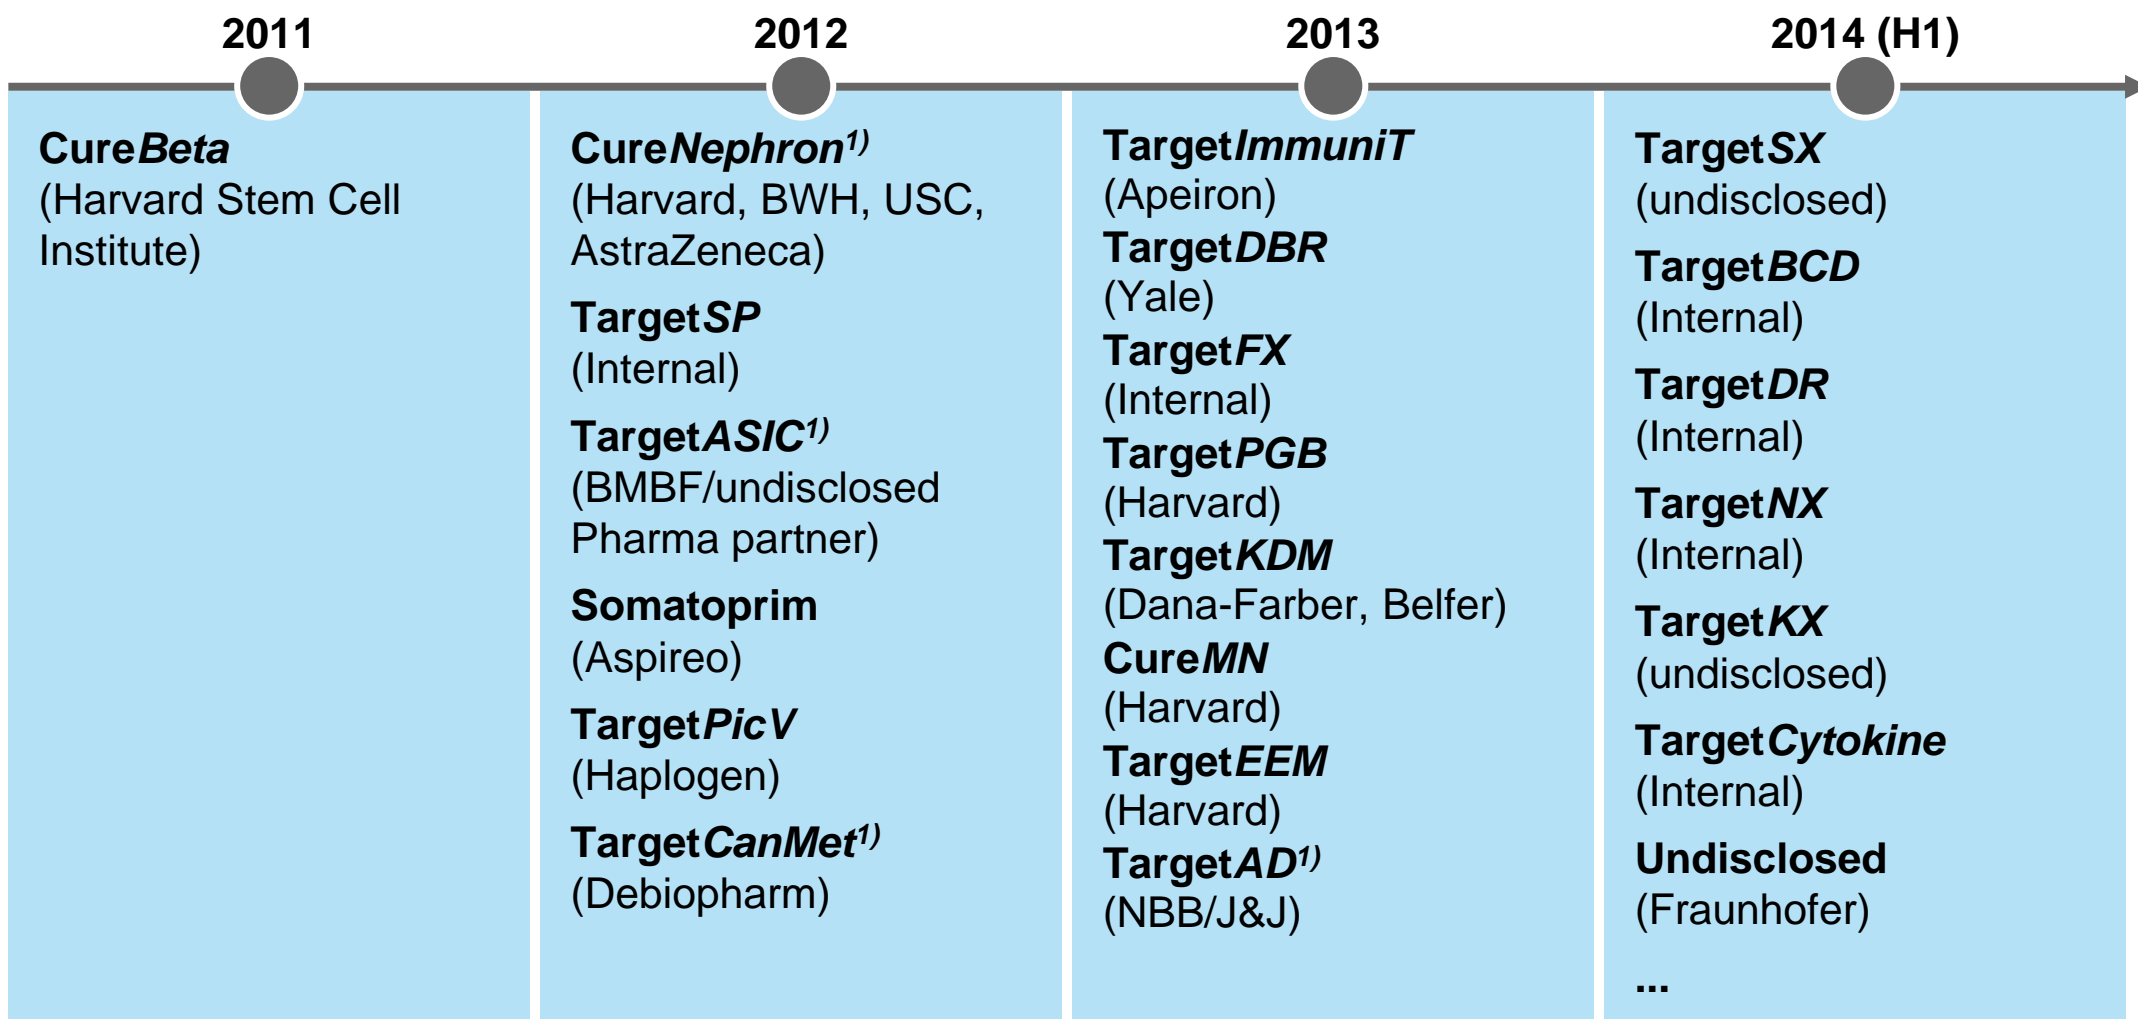 2011
2012
2013
2014 (H1)
CureBeta
(Harvard Stem Cell
Institute)
CureNephron1)
(Harvard, BWH, USC,
AstraZeneca)
TargetSP
(Internal)
TargetASIC1)
(BMBF/undisclosed
Pharma partner)
Somatoprim
(Aspireo)
TargetPicV
(Haplogen)
TargetCanMet1)
(Debiopharm)
TargetImmuniT
(Apeiron)
TargetDBR
(Yale)
TargetFX
(Internal)
TargetPGB
(Harvard)
TargetKDM
(Dana-Farber, Belfer)
CureMN
(Harvard)
TargetEEM
(Harvard)
TargetAD1)
(NBB/J&J)
TargetSX
(undisclosed)
TargetBCD
(Internal)
TargetDR
(Internal)
TargetNX
(Internal)
TargetKX
(undisclosed)
TargetCytokine
(Internal)
Undisclosed
(Fraunhofer)
...